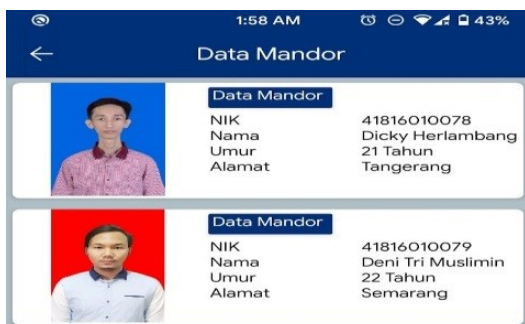 1:58 AM 43%
Data Mandor
Data Mandor
NIK 41816010078
Nama Dicky Herlambang
Umur 21 Tahun
Alamat Tangerang
Data Mandor
NIK 41816010079
Nama Deni Tri Muslimin
Umur 22 Tahun
Alamat Semarang